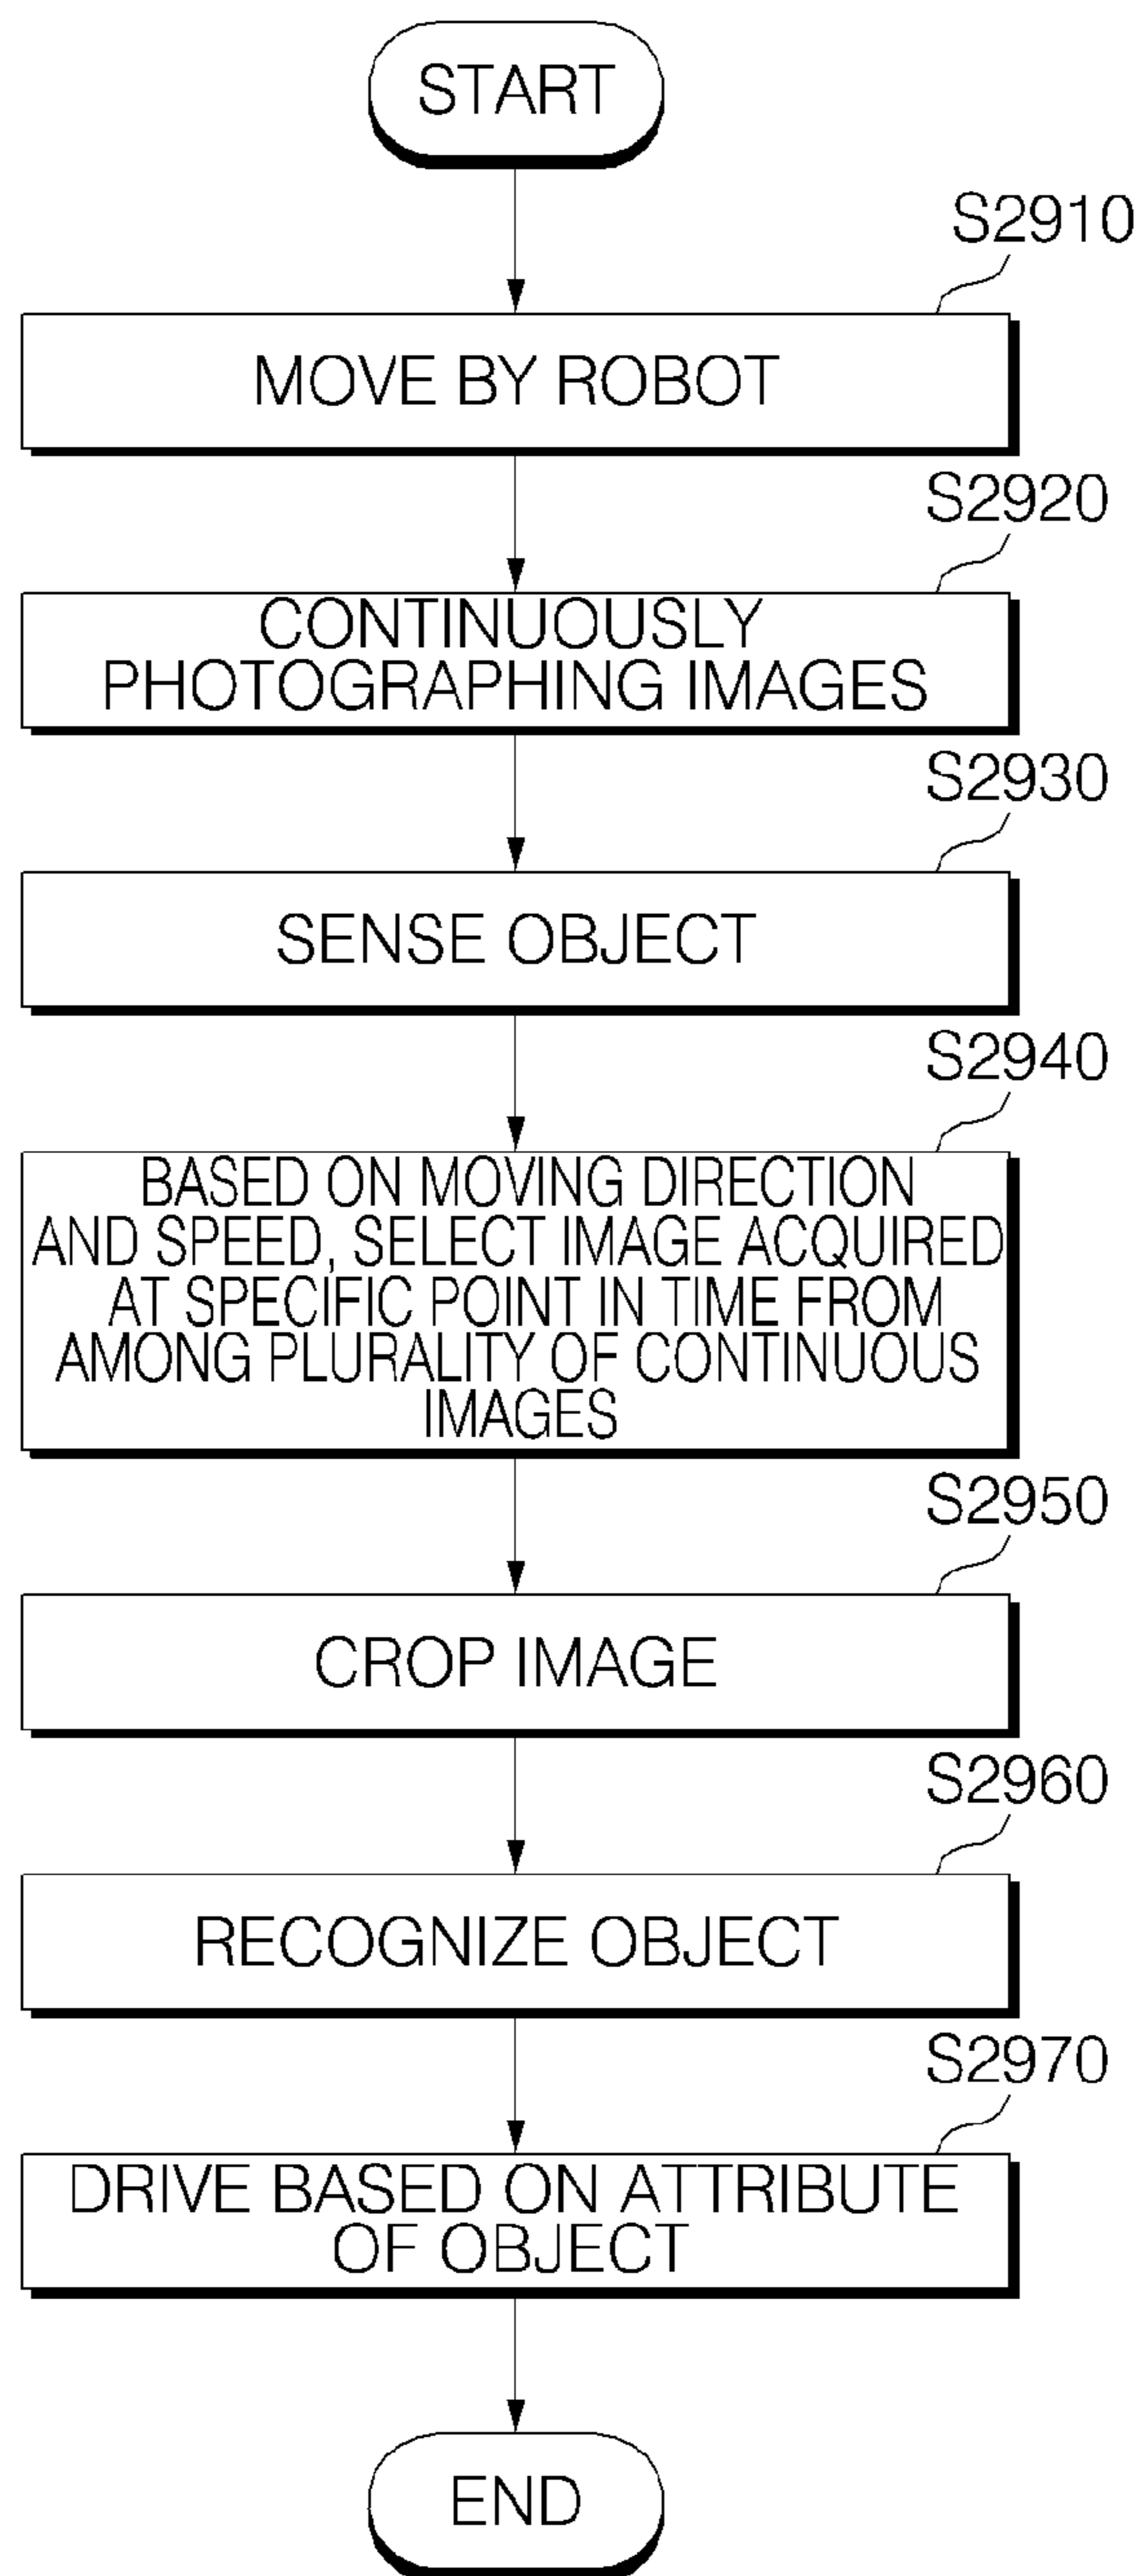 START
S2910
MOVE BY ROBOT
S2920
CONTINUOUSLY
PHOTOGRAPHING IMAGES
S2930
SENSE OBJECT
S2940
BASED ON MOVING DIRECTION
AND SPEED, SELECT IMAGE ACQUIRED
AT SPECIFIC POINT IN TIME FROM
AMONG PLURALITY OF CONTINUOUS
IMAGES
S2950
CROP IMAGE
S2960
RECOGNIZE OBJECT
S2970
DRIVE BASED ON ATTRIBUTE
OF OBJECT
END